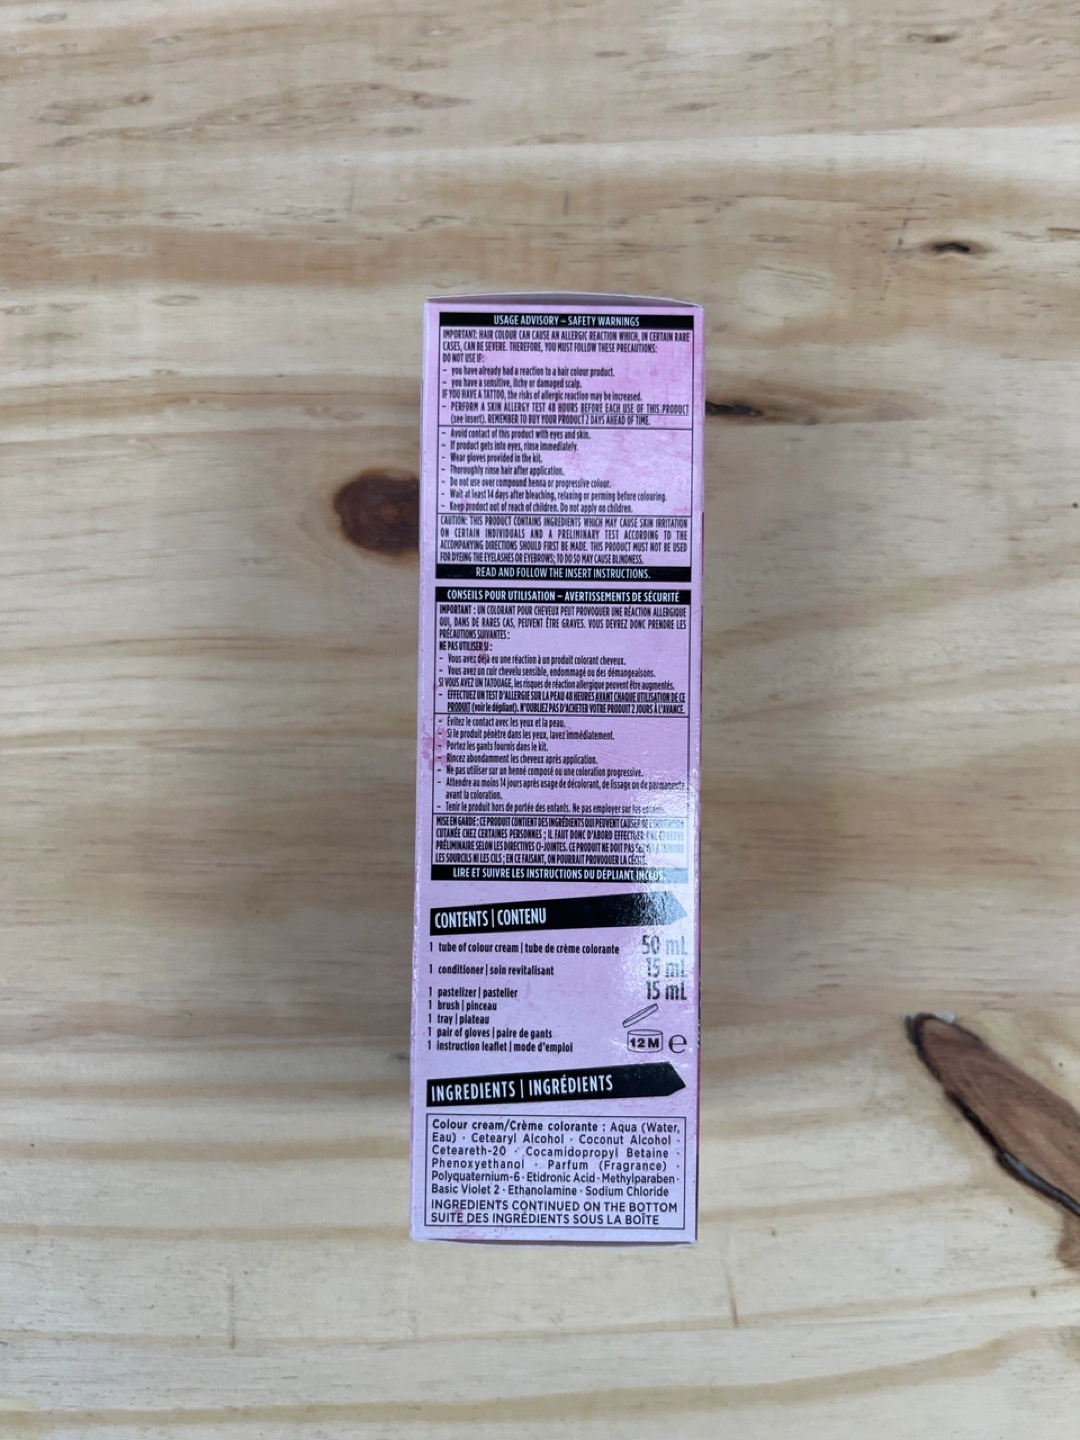 USAGE ADVISORY – SAFETY WARNINGS
IMPORTANT: HAIR COLOUR CAN CAUSE AN ALLERGIC REACTION WHICH, IN CERTAIN RARE
CASES, CAN BE SEVERE. THEREFORE, YOU MUST FOLLOW THESE PRECAUTIONS:
DO NOT USE IF:
- you have already had a reaction to a hair colour product.
- you have a sensitive, itchy or damaged scalp.
IF YOU HAVE A TATTOO, the risks of allergic reaction may be increased.
- PERFORM A SKIN ALLERGY TEST 48 HOURS BEFORE EACH USE OF THIS PRODUCT
(see insert). REMEMBER TO BUY YOUR PRODUCT 2 DAYS AHEAD OF TIME.
- Avoid contact of this product with eyes and skin.
- If product gets into eyes, rinse immediately.
- Wear gloves provided in the kit.
- Thoroughly rinse hair after application.
- Do not use over compound henna or progressive colour.
- Wait at least 14 days after bleaching, relaxing or perming before colouring.
- Keep product out of reach of children. Do not apply on children.
CAUTION: THIS PRODUCT CONTAINS INGREDIENTS WHICH MAY CAUSE SKIN IRRITATION
ON CERTAIN INDIVIDUALS AND A PRELIMINARY TEST ACCORDING TO THE
ACCOMPANYING DIRECTIONS SHOULD FIRST BE MADE. THIS PRODUCT MUST NOT BE USED
FOR DYEING THE EYELASHES OR EYEBROWS; TO DO SO MAY CAUSE BLINDNESS.
READ AND FOLLOW THE INSERT INSTRUCTIONS.
CONSEILS POUR UTILISATION – AVERTISSEMENTS DE SÉCURITÉ
IMPORTANT : UN COLORANT POUR CHEVEUX PEUT PROVOQUER UNE RÉACTION ALLERGIQUE
QUI, DANS DE RARES CAS, PEUVENT ÊTRE GRAVES. VOUS DEVREZ DONC PRENDRE LES
PRÉCAUTIONS SUIVANTES :
NE PAS UTILISER SI :
- Vous avez déjà eu une réaction à un produit colorant cheveux.
- Vous avez un cuir chevelu sensible, endommagé ou des démangeaisons.
SI VOUS AVEZ UN TATOUAGE, les risques de réaction allergique peuvent être augmentés.
- EFFECTUEZ UN TEST D'ALLERGIE SUR LA PEAU 48 HEURES AVANT CHAQUE UTILISATION DE CE
PRODUIT (voir le dépliant). N'OUBLIEZ PAS D'ACHETER VOTRE PRODUIT 2 JOURS À L'AVANCE.
- Évitez le contact avec les yeux et la peau.
- Si le produit pénètre dans les yeux, lavez immédiatement.
- Portez les gants fournis dans le kit.
- Rincez abondamment les cheveux après application.
- Ne pas utiliser sur un henné composé ou une coloration progressive.
- Attendre au moins 14 jours après usage de décolorant, de lissage ou de permanente
avant la coloration.
- Tenir le produit hors de portée des enfants. Ne pas employer sur les enfants.
MISE EN GARDE : CE PRODUIT CONTIENT DES INGRÉDIENTS QUI PEUVENT CAUSER DE L'IRRITATION
CUTANÉE CHEZ CERTAINES PERSONNES ; IL FAUT DONC D'ABORD EFFECTUER UNE ÉPREUVE
PRÉLIMINAIRE SELON LES DIRECTIVES CI-JOINTES. CE PRODUIT NE DOIT PAS SERVIR À TEINDRE
LES SOURCILS NI LES CILS ; EN CE FAISANT, ON POURRAIT PROVOQUER LA CÉCITÉ.
LIRE ET SUIVRE LES INSTRUCTIONS DU DÉPLIANT INCLUS.
CONTENTS | CONTENU
1 tube of colour cream | tube de crème colorante 50 mL
1 conditioner | soin revitalisant 15 mL
1 pastelizer | pastelier 15 mL
1 brush | pinceau
1 tray | plateau
1 pair of gloves | paire de gants
1 instruction leaflet | mode d'emploi
12 M e
INGREDIENTS | INGRÉDIENTS
Colour cream/Crème colorante : Aqua (Water,
Eau) · Cetearyl Alcohol · Coconut Alcohol ·
Ceteareth-20 · Cocamidopropyl Betaine ·
Phenoxyethanol · Parfum (Fragrance) ·
Polyquaternium-6 · Etidronic Acid · Methylparaben ·
Basic Violet 2 · Ethanolamine · Sodium Chloride
INGREDIENTS CONTINUED ON THE BOTTOM
SUITE DES INGRÉDIENTS SOUS LA BOÎTE